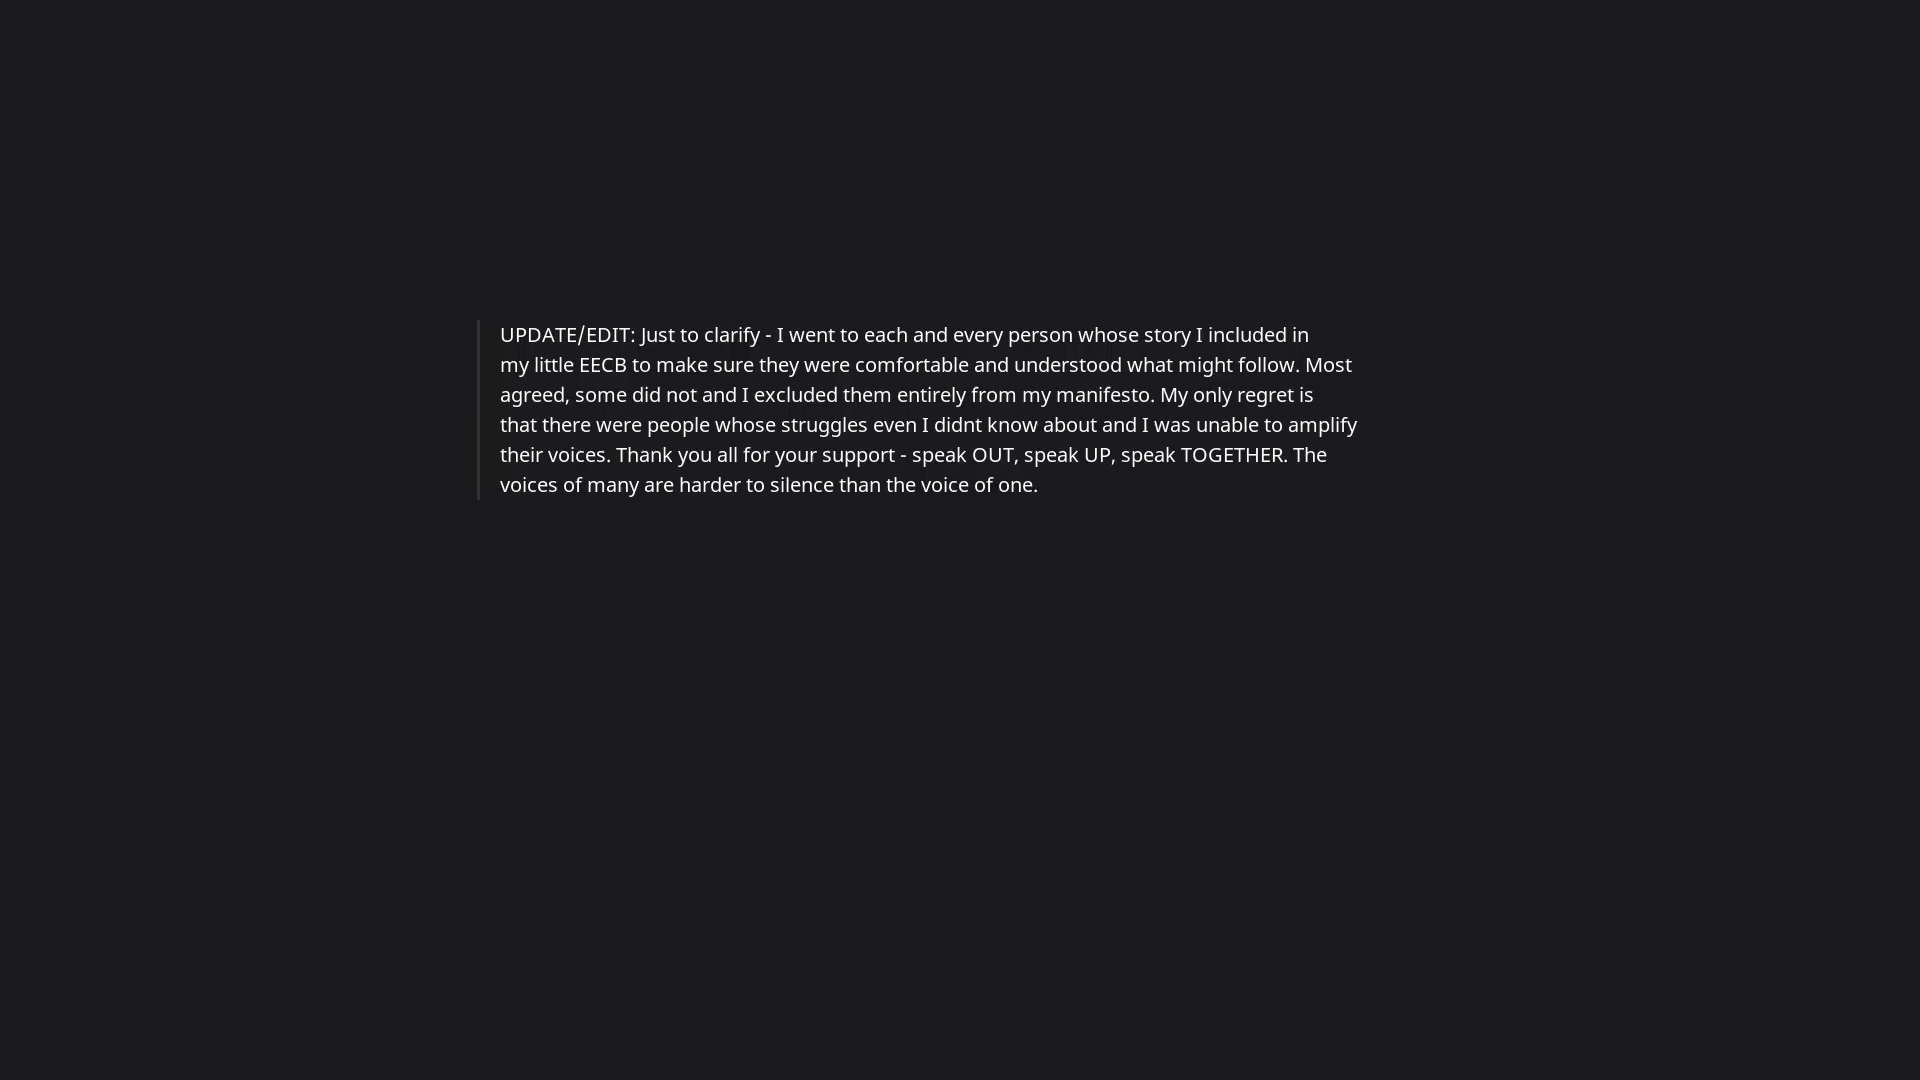 UPDATE/EDIT: Just to clarify - I went to each and every person whose story I included in
my little EECB to make sure they were comfortable and understood what might follow. Most
agreed, some did not and I excluded them entirely from my manifesto. My only regret is
that there were people whose struggles even I didnt know about and I was unable to amplify
their voices. Thank you all for your support - speak OUT, speak UP, speak TOGETHER. The
voices of many are harder to silence than the voice of one.